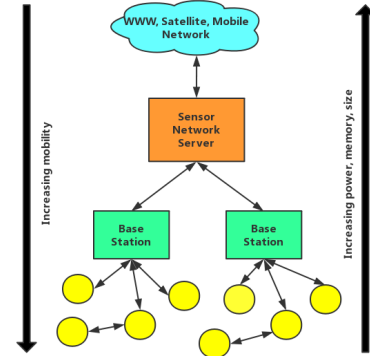 WWW, Satellite, Mobile
Network
Sensor
Network
Server
Increasing mobility
Increasing power, memory, size
Base
Station
Base
Station